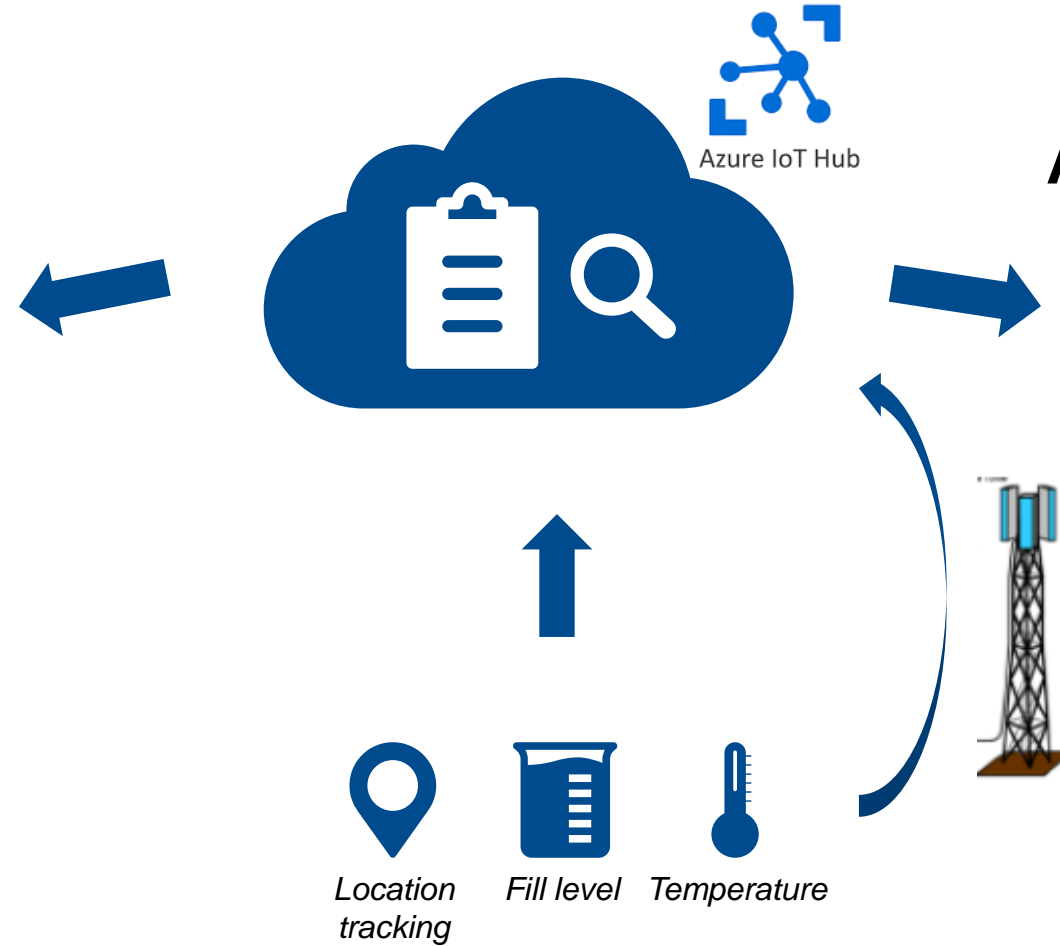 Azure IoT Hub
A
Location
tracking
Fill level
Temperature